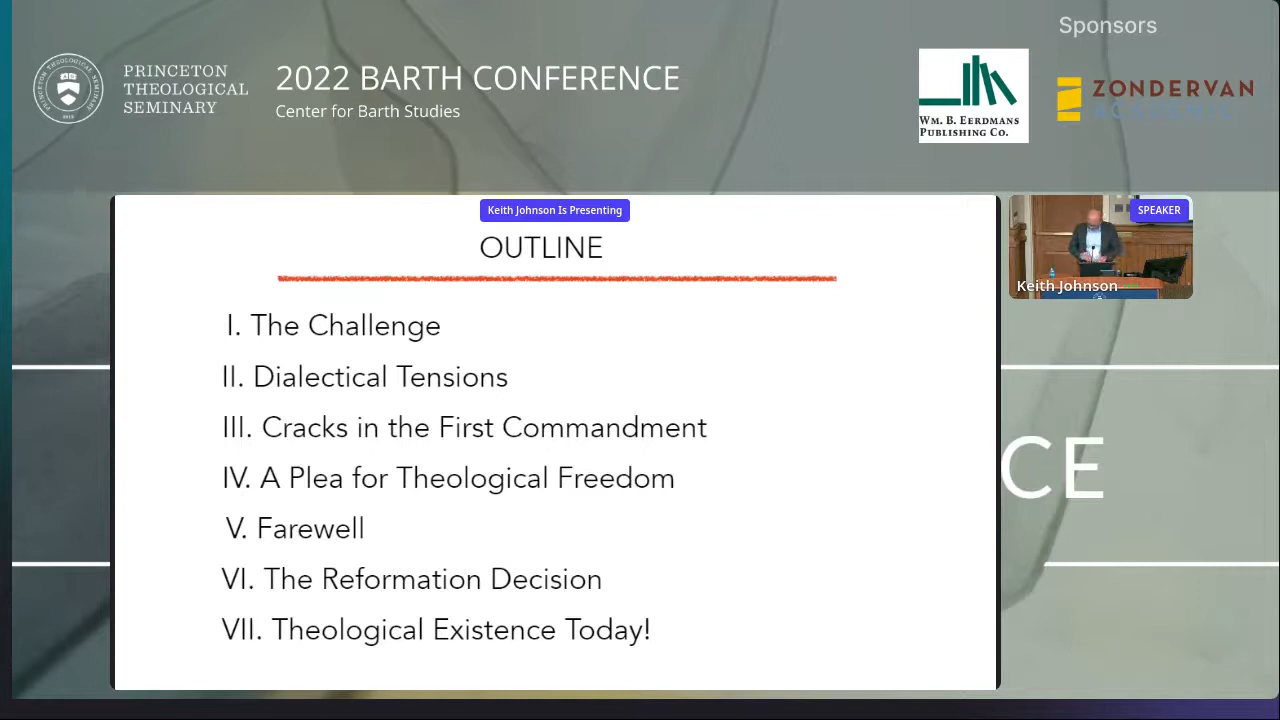 Sponsors
PRINCETON
THEOLOGICAL
SEMINARY
2022 BARTH CONFERENCE
Center for Barth Studies
WM. B. EERDMANS
PUBLISHING CO.
ZONDERVAN
ACADEMIC
Keith Johnson Is Presenting
SPEAKER
Keith Johnson
OUTLINE
I. The Challenge
II. Dialectical Tensions
III. Cracks in the First Commandment
IV. A Plea for Theological Freedom
V. Farewell
VI. The Reformation Decision
VII. Theological Existence Today!
CE